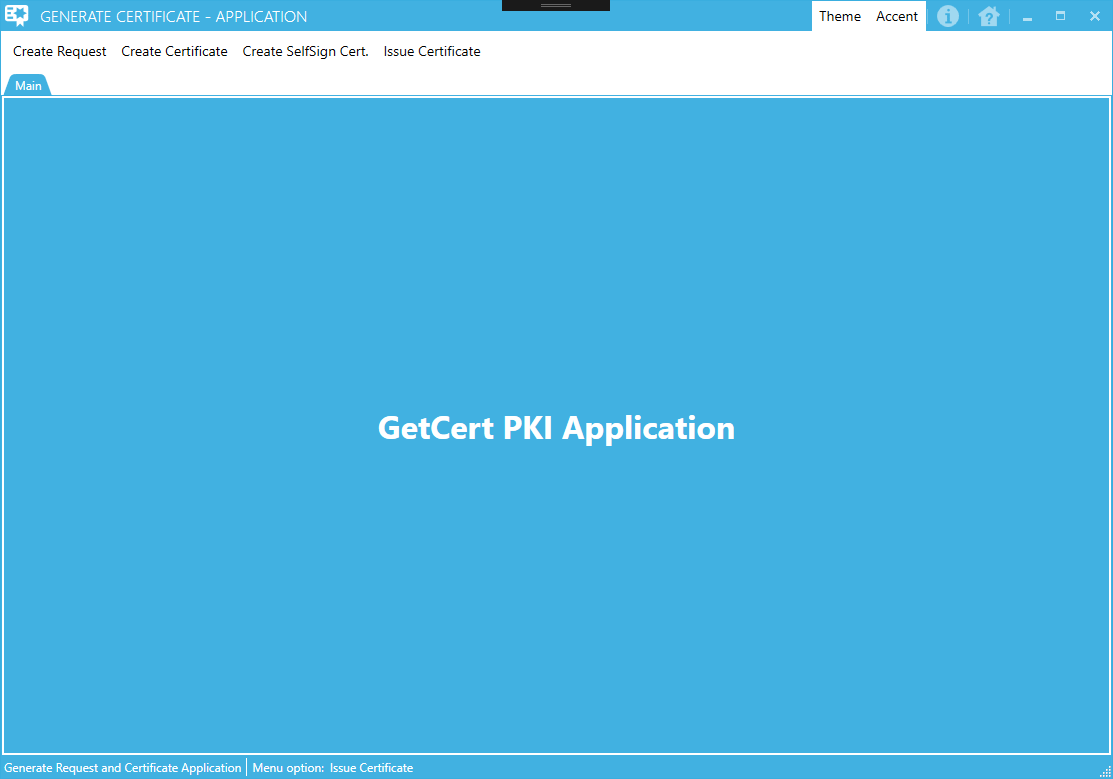 GENERATE CERTIFICATE - APPLICATION Theme Accent
Create Request Create Certificate Create SelfSign Cert. Issue Certificate
Main
GetCert PKI Application
Generate Request and Certificate Application Menu option: Issue Certificate